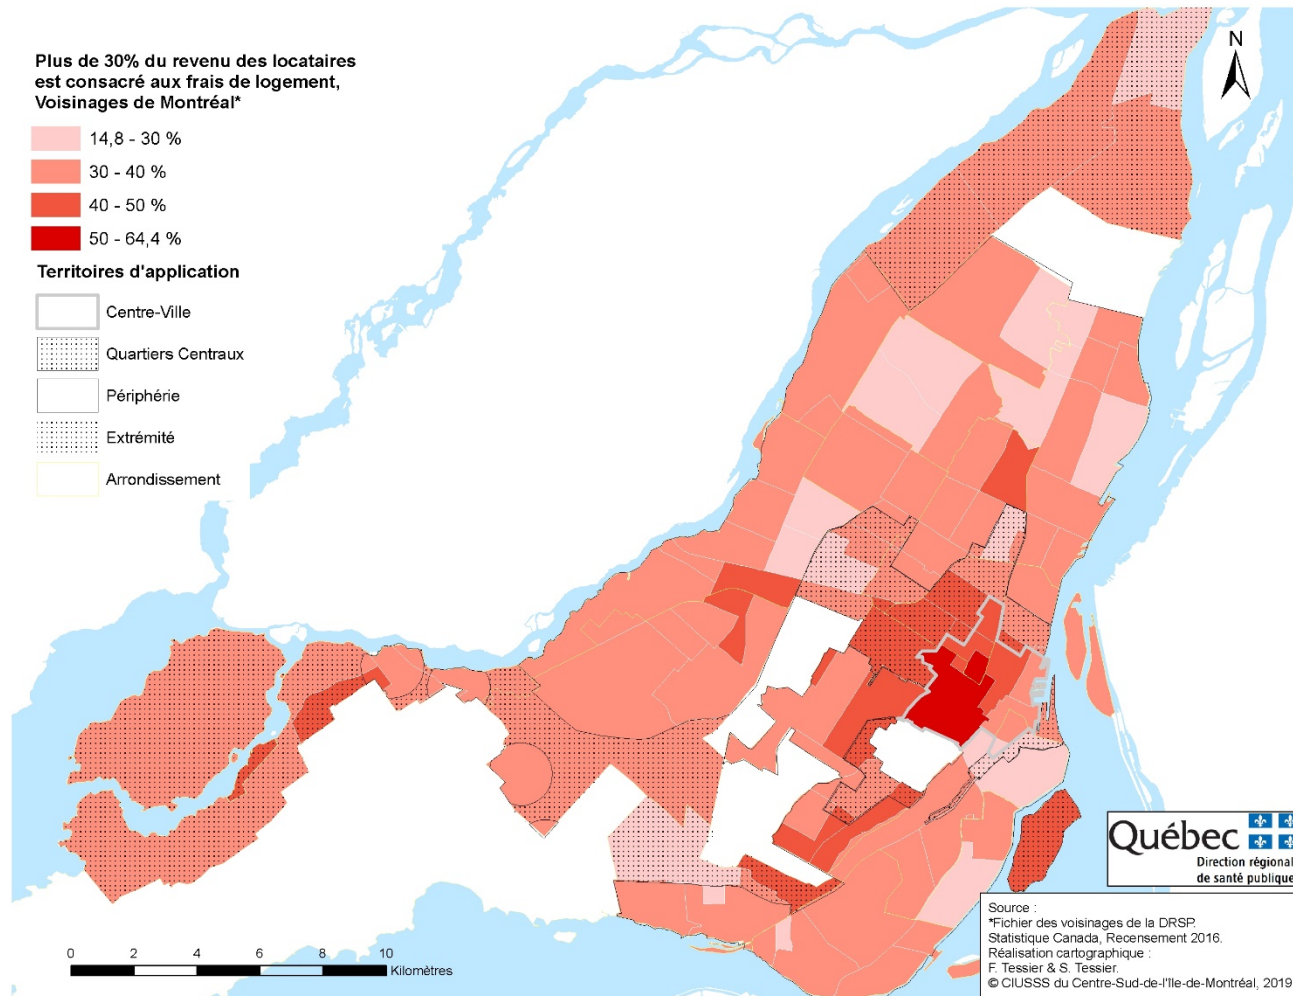 Plus de 30% du revenu des locataires
est consacré aux frais de logement,
Voisinages de Montréal*
14,8 - 30 %
30 - 40 %
40 - 50 %
50 - 64,4 %
Territoires d'application
Centre-Ville
Quartiers Centraux
Périphérie
Extrémité
Arrondissement
N
0 2 4 6 8 10
Kilomètres
Québec
Direction régional
de santé publique
Source :
*Fichier des voisinages de la DRSP.
Statistique Canada, Recensement 2016.
Réalisation cartographique :
F. Tessier & S. Tessier.
© CIUSSS du Centre-Sud-de-l'Ile-de-Montréal, 2019